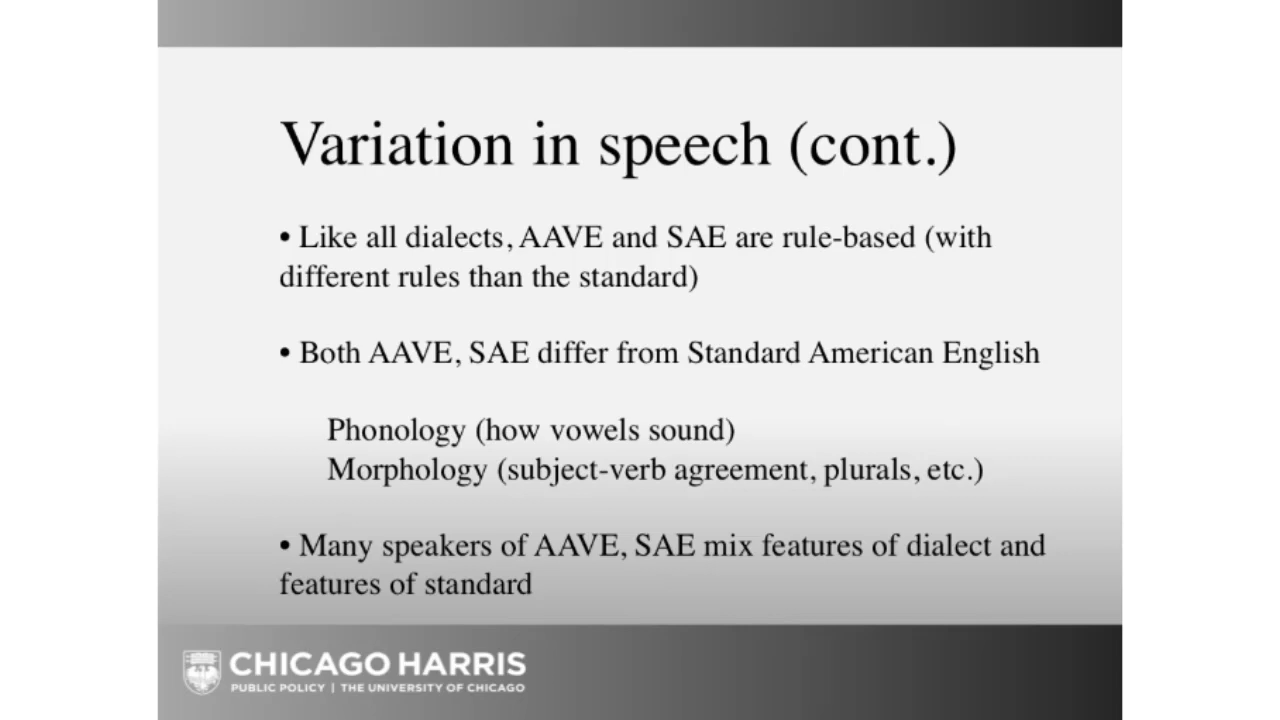 Variation in speech (cont.)
• Like all dialects, AAVE and SAE are rule-based (with
different rules than the standard)
• Both AAVE, SAE differ from Standard American English
Phonology (how vowels sound)
Morphology (subject-verb agreement, plurals, etc.)
• Many speakers of AAVE, SAE mix features of dialect and
features of standard
CHICAGO HARRIS
PUBLIC POLICY | THE UNIVERSITY OF CHICAGO